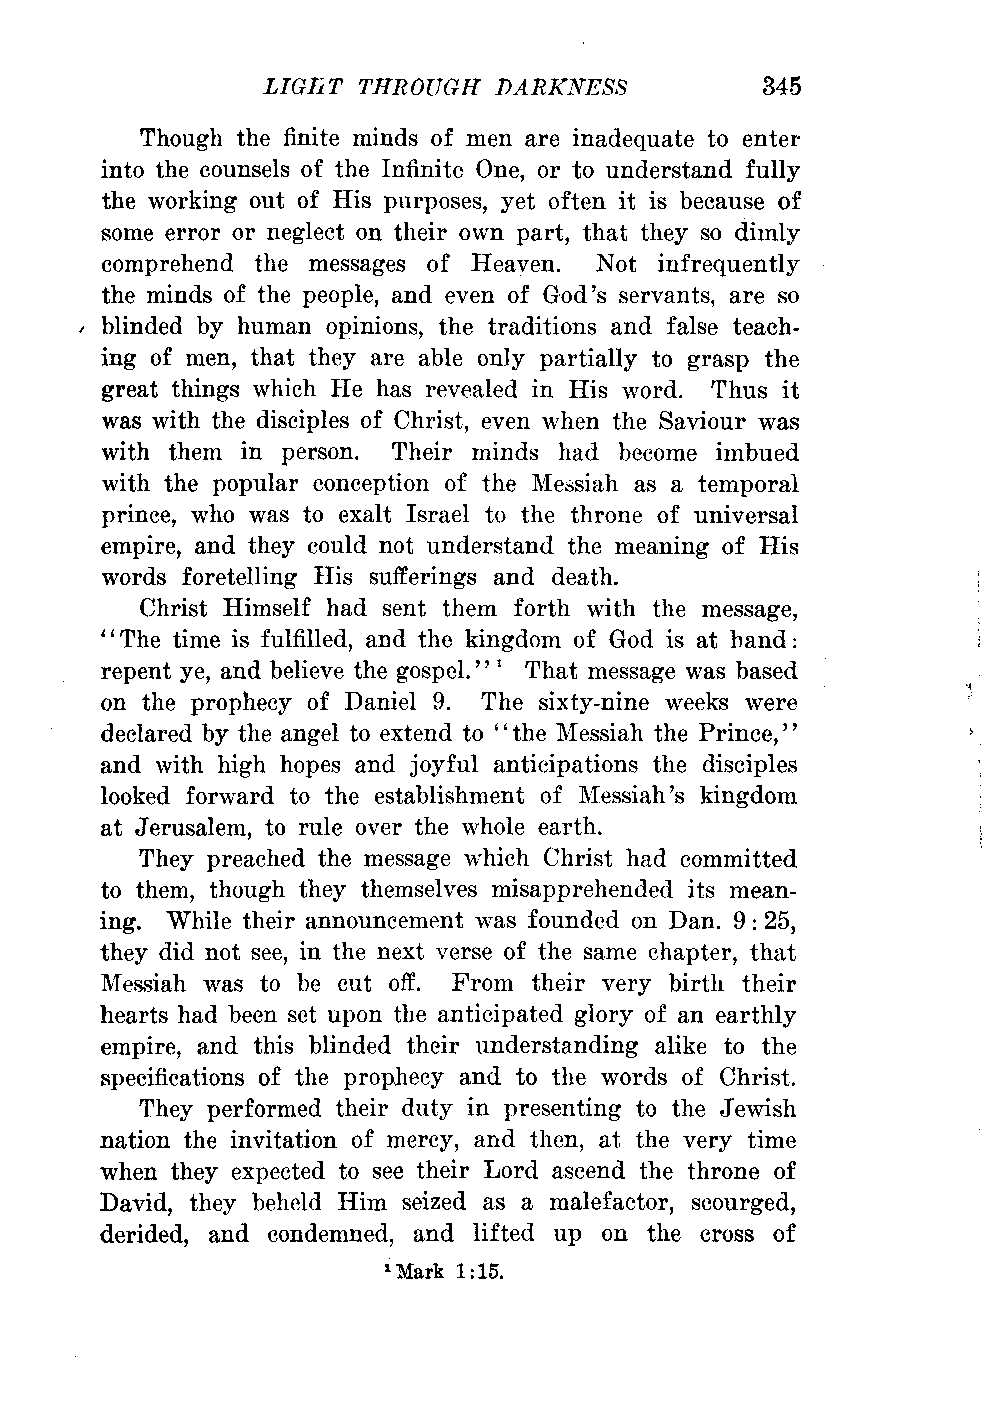 LIGHT THROUGH DARKNESS 345
Though the finite minds of men are inadequate to enter
into the counsels of the Infinite One, or to understand fully
the working out of His purposes, yet often it is because of
some error or neglect on their own part, that they so dimly
comprehend the messages of Heaven. Not infrequently
the minds of the people, and even of God's servants, are so
blinded by human opinions, the traditions and false teach-
ing of men, that they are able only partially to grasp the
great things which He has revealed in His word. Thus it
was with the disciples of Christ, even when the Saviour was
with them in person. Their minds had become imbued
with the popular conception of the Messiah as a temporal
prince, who was to exalt Israel to the throne of universal
empire, and they could not understand the meaning of His
words foretelling His sufferings and death.
Christ Himself had sent them forth with the message,
"The time is fulfilled, and the kingdom of God is at hand:
repent ye, and believe the gospel."¹ That message was based
on the prophecy of Daniel 9. The sixty-nine weeks were
declared by the angel to extend to "the Messiah the Prince,"
and with high hopes and joyful anticipations the disciples
looked forward to the establishment of Messiah's kingdom
at Jerusalem, to rule over the whole earth.
They preached the message which Christ had committed
to them, though they themselves misapprehended its mean-
ing. While their announcement was founded on Dan. 9:25,
they did not see, in the next verse of the same chapter, that
Messiah was to be cut off. From their very birth their
hearts had been set upon the anticipated glory of an earthly
empire, and this blinded their understanding alike to the
specifications of the prophecy and to the words of Christ.
They performed their duty in presenting to the Jewish
nation the invitation of mercy, and then, at the very time
when they expected to see their Lord ascend the throne of
David, they beheld Him seized as a malefactor, scourged,
derided, and condemned, and lifted up on the cross of
¹Mark 1:15.